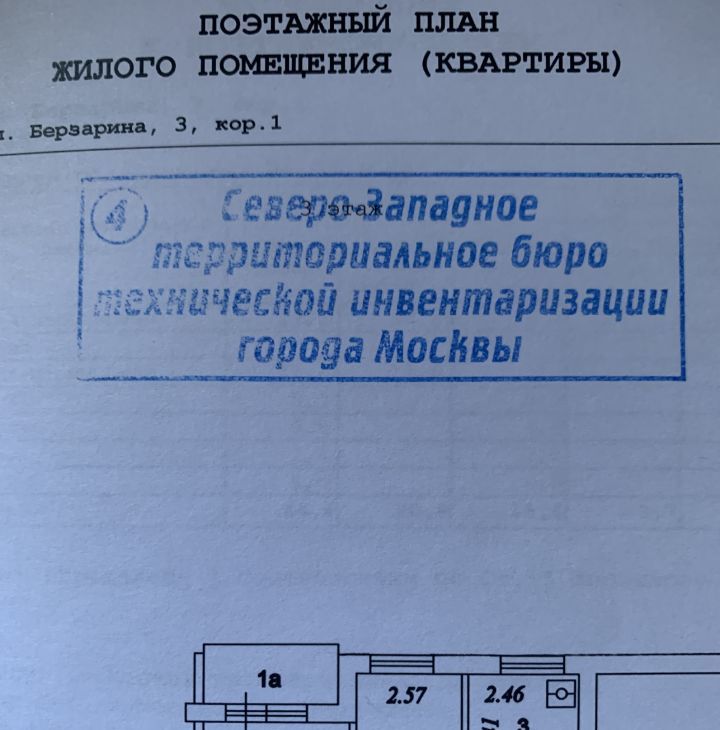 ПОЭТАЖНЫЙ ПЛАН
ЖИЛОГО ПОМЕЩЕНИЯ (КВАРТИРЫ)
л. Берзарина, 3, кор.1
4
3 этаж
Северо-Западное
территориальное бюро
технической инвентаризации
города Москвы
1а
2.57
2.46
3